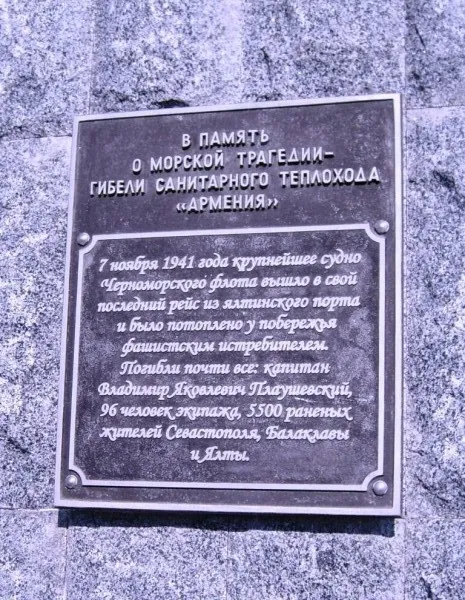 В ПАМЯТЬ
О МОРСКОЙ ТРАГЕДИИ–
ГИБЕЛИ САНИТАРНОГО ТЕПЛОХОДА
«АРМЕНИЯ»
7 ноября 1941 года крупнейшее судно
Черноморского флота вышло в свой
последний рейс из ялтинского порта
и было потоплено у побережья
фашистским истребителем.
Погибли почти все: капитан
Владимир Яковлевич Плаушевский,
96 человек экипажа, 5500 раненых
жителей Севастополя, Балаклавы
и Ялты.